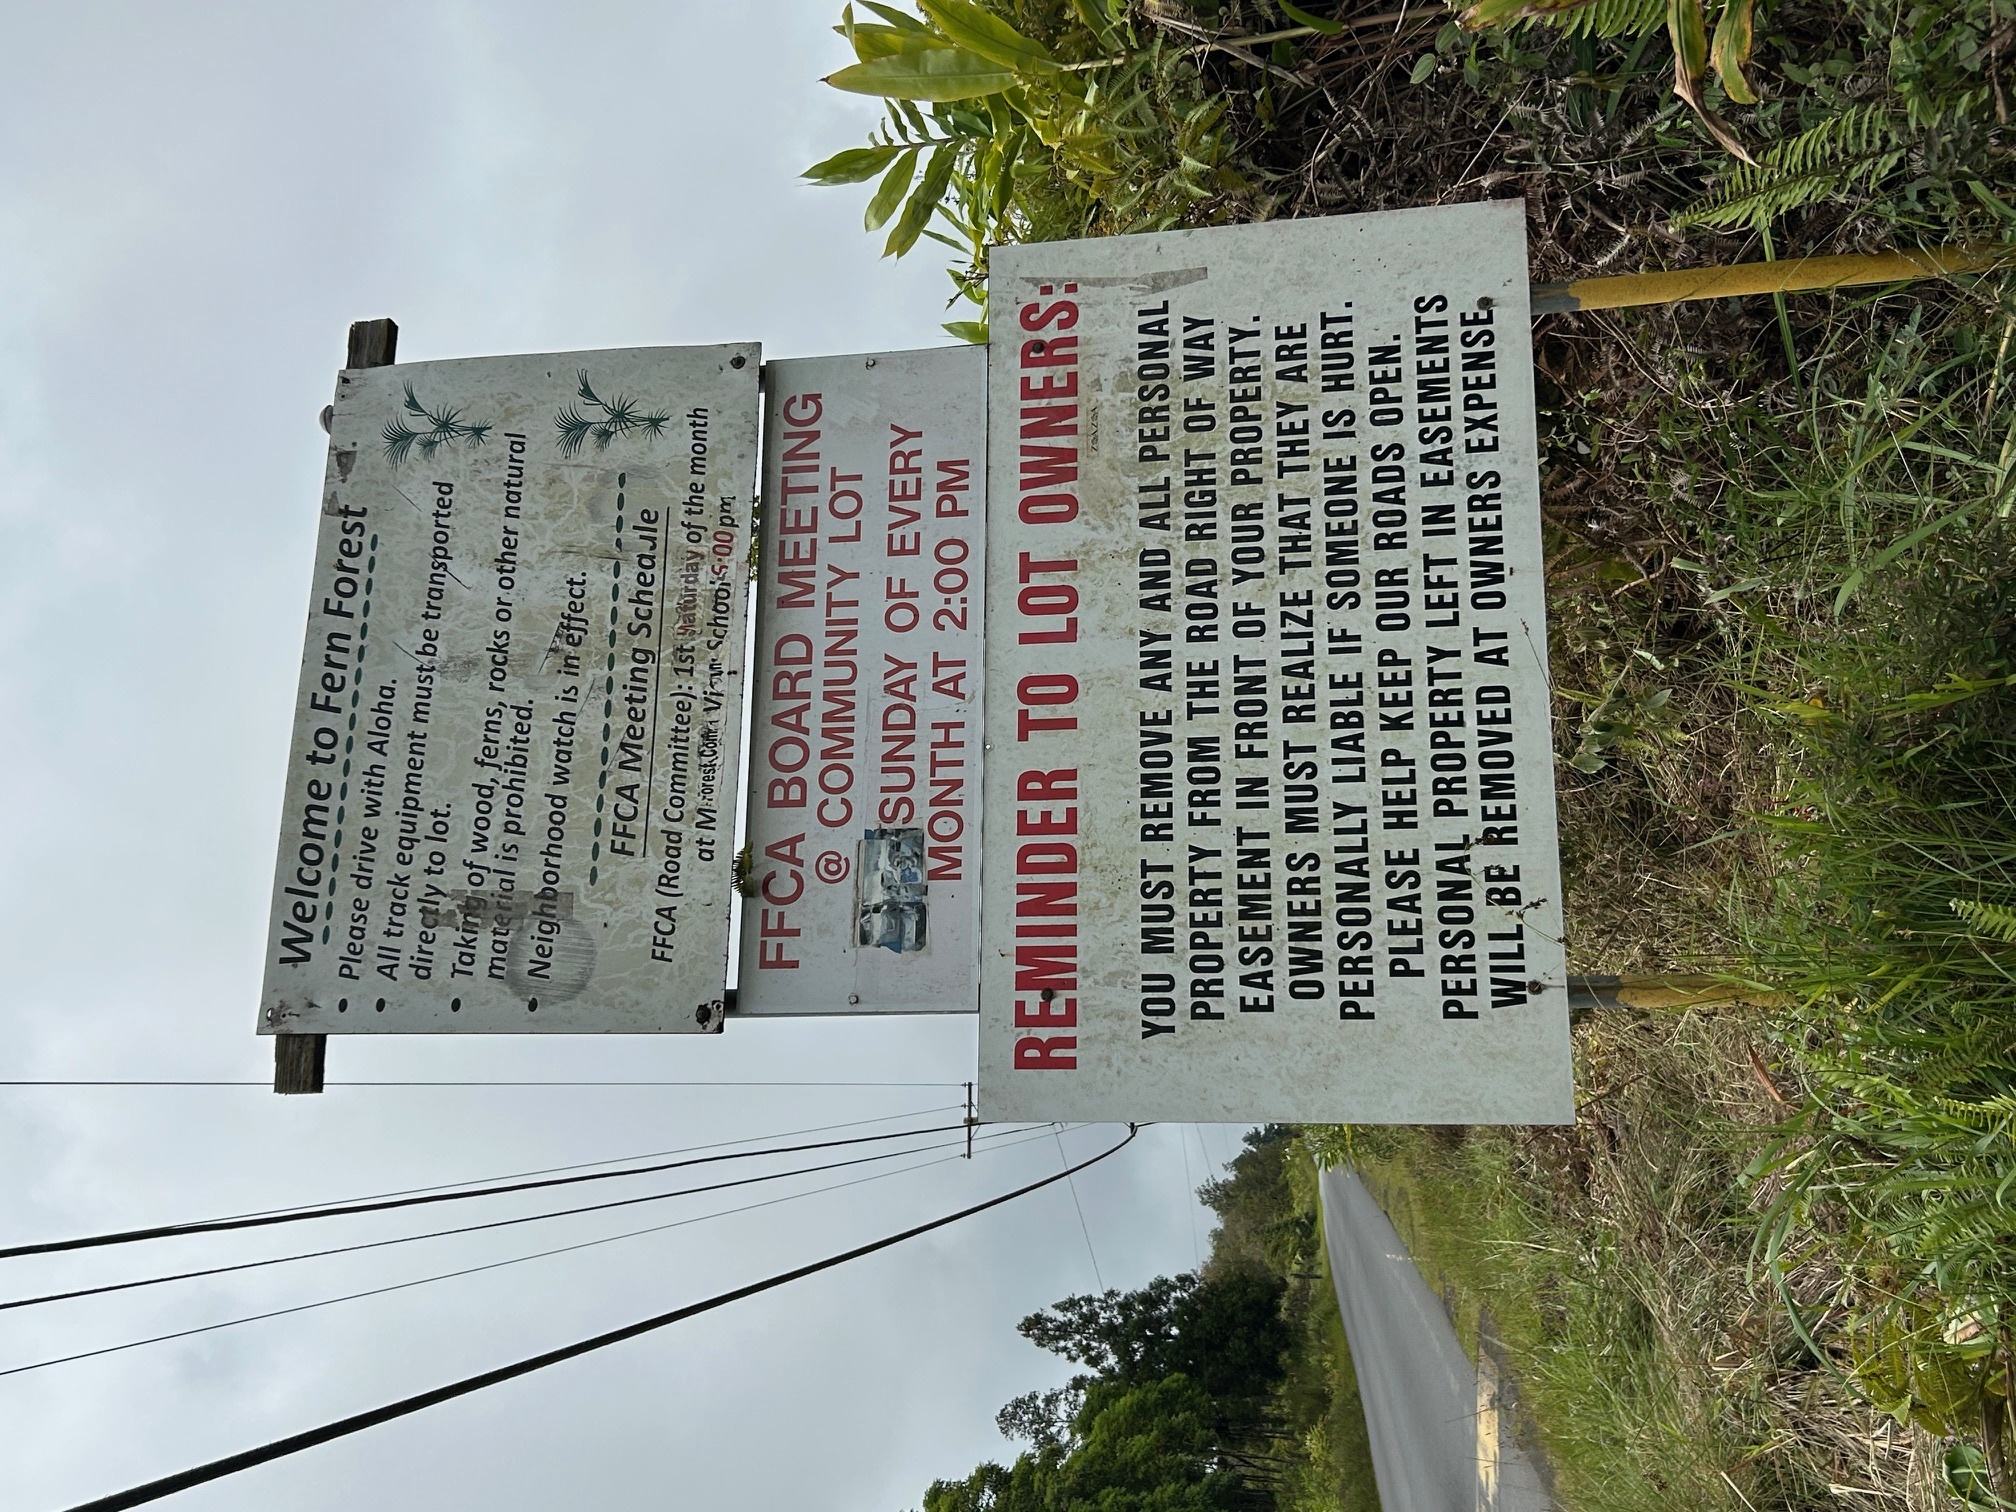 Welcome to Fern Forest
• Please drive with Aloha.
• All track equipment must be transported
directly to lot.
• Taking of wood, ferns, rocks or other natural
material is prohibited.
• Neighborhood watch is in effect.
FFCA Meeting Schedule
FFCA (Road Committee): 1st Saturday of the month
at View School: 5:00pm
FFCA BOARD MEETING
@ COMMUNITY LOT
SUNDAY OF EVERY
MONTH AT 2:00 PM
REMINDER TO LOT OWNERS:
YOU MUST REMOVE ANY AND ALL PERSONAL
PROPERTY FROM THE ROAD RIGHT OF WAY
EASEMENT IN FRONT OF YOUR PROPERTY.
OWNERS MUST REALIZE THAT THEY ARE
PERSONALLY LIABLE IF SOMEONE IS HURT.
PLEASE HELP KEEP OUR ROADS OPEN.
PERSONAL PROPERTY LEFT IN EASEMENTS
WILL BE REMOVED AT OWNERS EXPENSE.